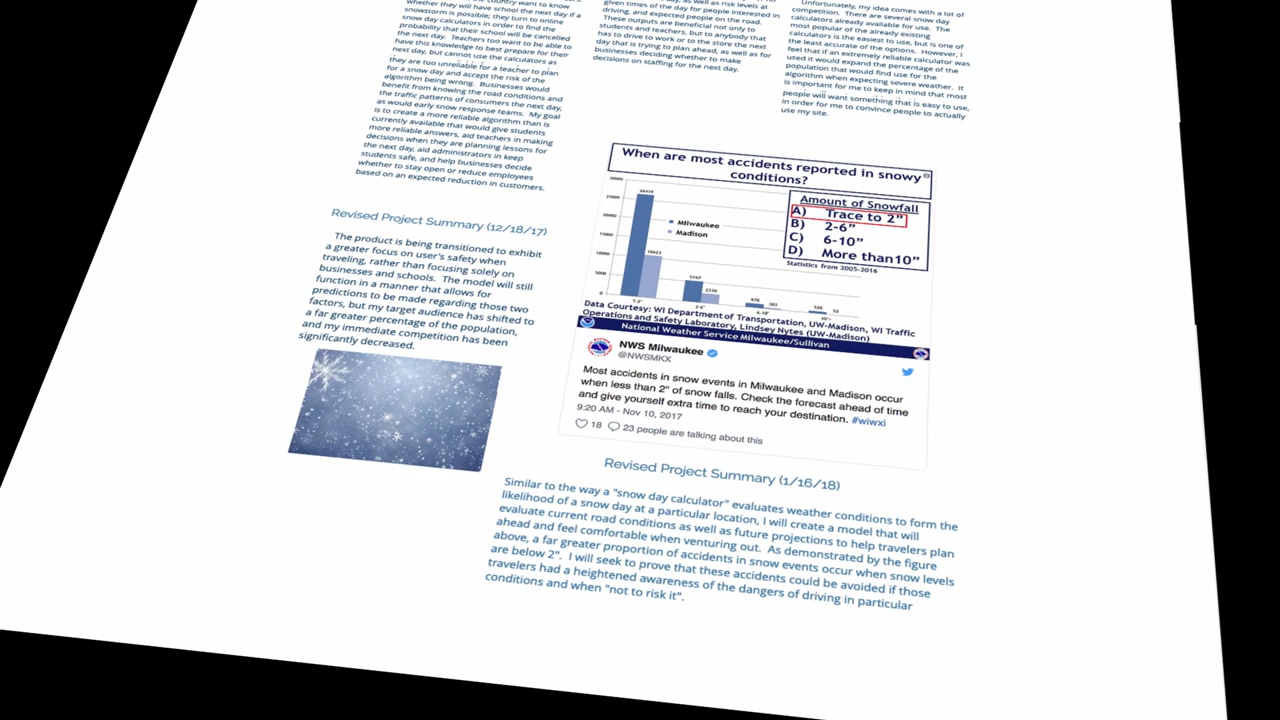 country want to know
whether they will have school the next day if a
snowstorm is possible; they turn to online
snow day calculators in order to find the
probability that their school will be cancelled
the next day. Teachers too want to be able to
have this knowledge to best prepare for their
next day, but cannot use the calculators as
they are too unreliable for a teacher to plan
for a snow day and accept the risk of the
algorithm being wrong. Businesses would
benefit from knowing the road conditions and
the traffic patterns of consumers the next day,
as would early snow response teams. My goal
is to create a more reliable algorithm than is
currently available that would give students
more reliable answers, aid teachers in making
decisions when they are planning lessons for
the next day, aid administrators in keep
students safe, and help businesses decide
whether to stay open or reduce employees
based on an expected reduction in customers.
Revised Project Summary (12/18/17)
The product is being transitioned to exhibit
a greater focus on user's safety when
traveling, rather than focusing solely on
businesses and schools. The model will still
function in a manner that allows for
predictions to be made regarding those two
factors, but my target audience has shifted to
a far greater percentage of the population,
and my immediate competition has been
significantly decreased.
as well as risk levels at
given times of the day for people interested in
driving, and expected people on the road.
These outputs are beneficial not only to
students and teachers, but to anybody that
has to drive to work or to the store the next
day that is trying to plan ahead, as well as for
businesses deciding whether to make
decisions on staffing for the next day.
Unfortunately, my idea comes with a lot of
competition. There are several snow day
calculators already available for use. The
most popular of the already existing
calculators is the easiest to use, but is one of
the least accurate of the options. However, I
feel that if an extremely reliable calculator was
used it would expand the percentage of the
population that would find use for the
algorithm when expecting severe weather. It
is important for me to keep in mind that most
people will want something that is easy to use,
in order for me to convince people to actually
use my site.
When are most accidents reported in snowy
conditions?
30000
25000
20000
15000
10000
5000
0
26418
10623
5197
2338
Milwaukee
Madison
Amount of Snowfall
A) Trace to 2"
B) 2-6"
C) 6-10"
D) More than10"
Statistics from 2005-2016
Data Courtesy: WI Department of Transportation, UW-Madison, WI Traffic
Operations and Safety Laboratory, Lindsey Nytes (UW-Madison)
National Weather Service Milwaukee/Sullivan
NWS Milwaukee
@NWSMKX
Most accidents in snow events in Milwaukee and Madison occur
when less than 2" of snow falls. Check the forecast ahead of time
and give yourself extra time to reach your destination. #wiwxi
9:20 AM - Nov 10, 2017
18 23 people are talking about this
Revised Project Summary (1/16/18)
Similar to the way a "snow day calculator" evaluates weather conditions to form the
likelihood of a snow day at a particular location, I will create a model that will
evaluate current road conditions as well as future projections to help travelers plan
ahead and feel comfortable when venturing out. As demonstrated by the figure
above, a far greater proportion of accidents in snow events occur when snow levels
are below 2". I will seek to prove that these accidents could be avoided if those
travelers had a heightened awareness of the dangers of driving in particular
conditions and when "not to risk it".